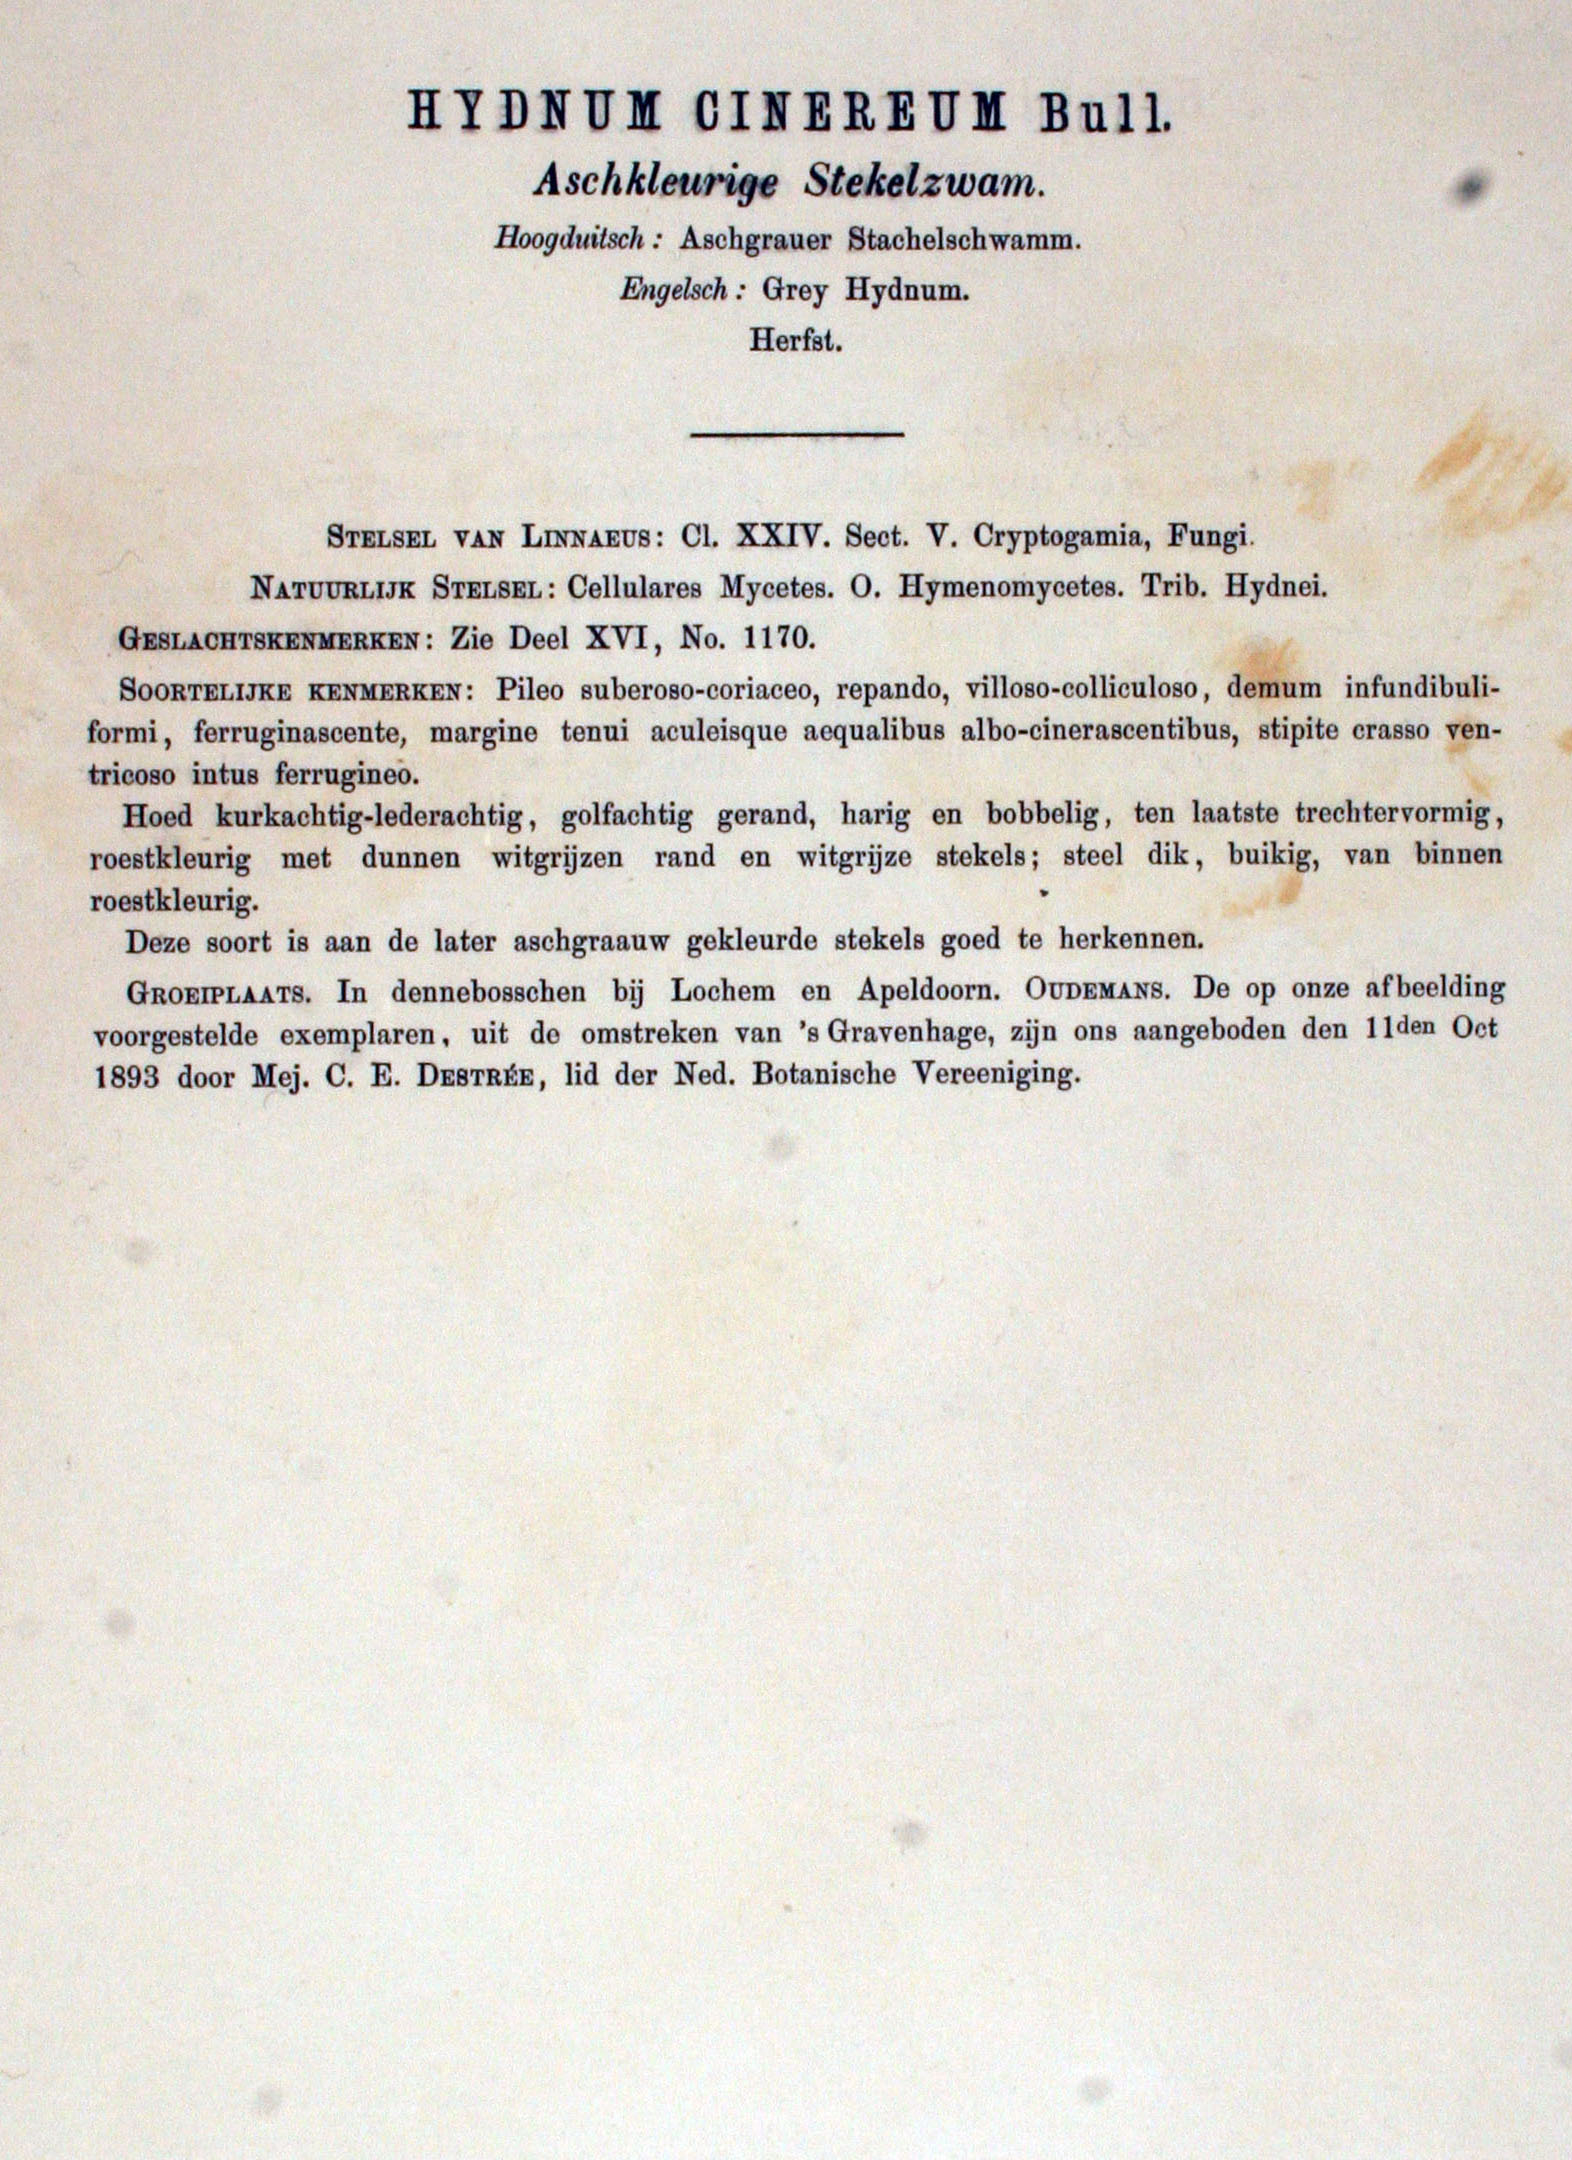 HYDNUM CINEREUM Bull.
Aschkleurige Stekelzwam.
Hoogduitsch: Aschgrauer Stachelschwamm.
Engelsch: Grey Hydnum.
Herfst.
STELSEL VAN LINNAEUS: Cl. XXIV. Sect. V. Cryptogamia, Fungi.
NATUURLIJK STELSEL: Cellulares Mycetes. O. Hymenomycetes. Trib. Hydnei.
GESLACHTSKENMERKEN: Zie Deel XVI, No. 1170.
SOORTELIJKE KENMERKEN: Pileo suberoso-coriaceo, repando, villoso-colliculoso, demum infundibuli-
formi, ferruginascente, margine tenui aculeisque aequalibus albo-cinerascentibus, stipite crasso ven-
tricoso intus ferrugineo.
Hoed kurkachtig-lederachtig, golfachtig gerand, harig en bobbelig, ten laatste trechtervormig,
roestkleurig met dunnen witgrijzen rand en witgrijze stekels; steel dik, buikig, van binnen
roestkleurig.
Deze soort is aan de later aschgraauw gekleurde stekels goed te herkennen.
GROEIPLAATS. In dennebosschen bij Lochem en Apeldoorn. OUDEMANS. De op onze afbeelding
voorgestelde exemplaren, uit de omstreken van 's Gravenhage, zijn ons aangeboden den 11den Oct
1893 door Mej. C. E. DESTRÉE, lid der Ned. Botanische Vereeniging.